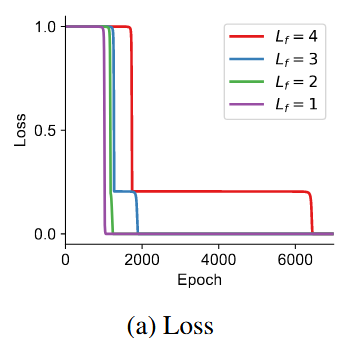 1.0
0.5
0.0
Loss
0 2000 4000 6000
Epoch
L_f = 4
L_f = 3
L_f = 2
L_f = 1
(a) Loss